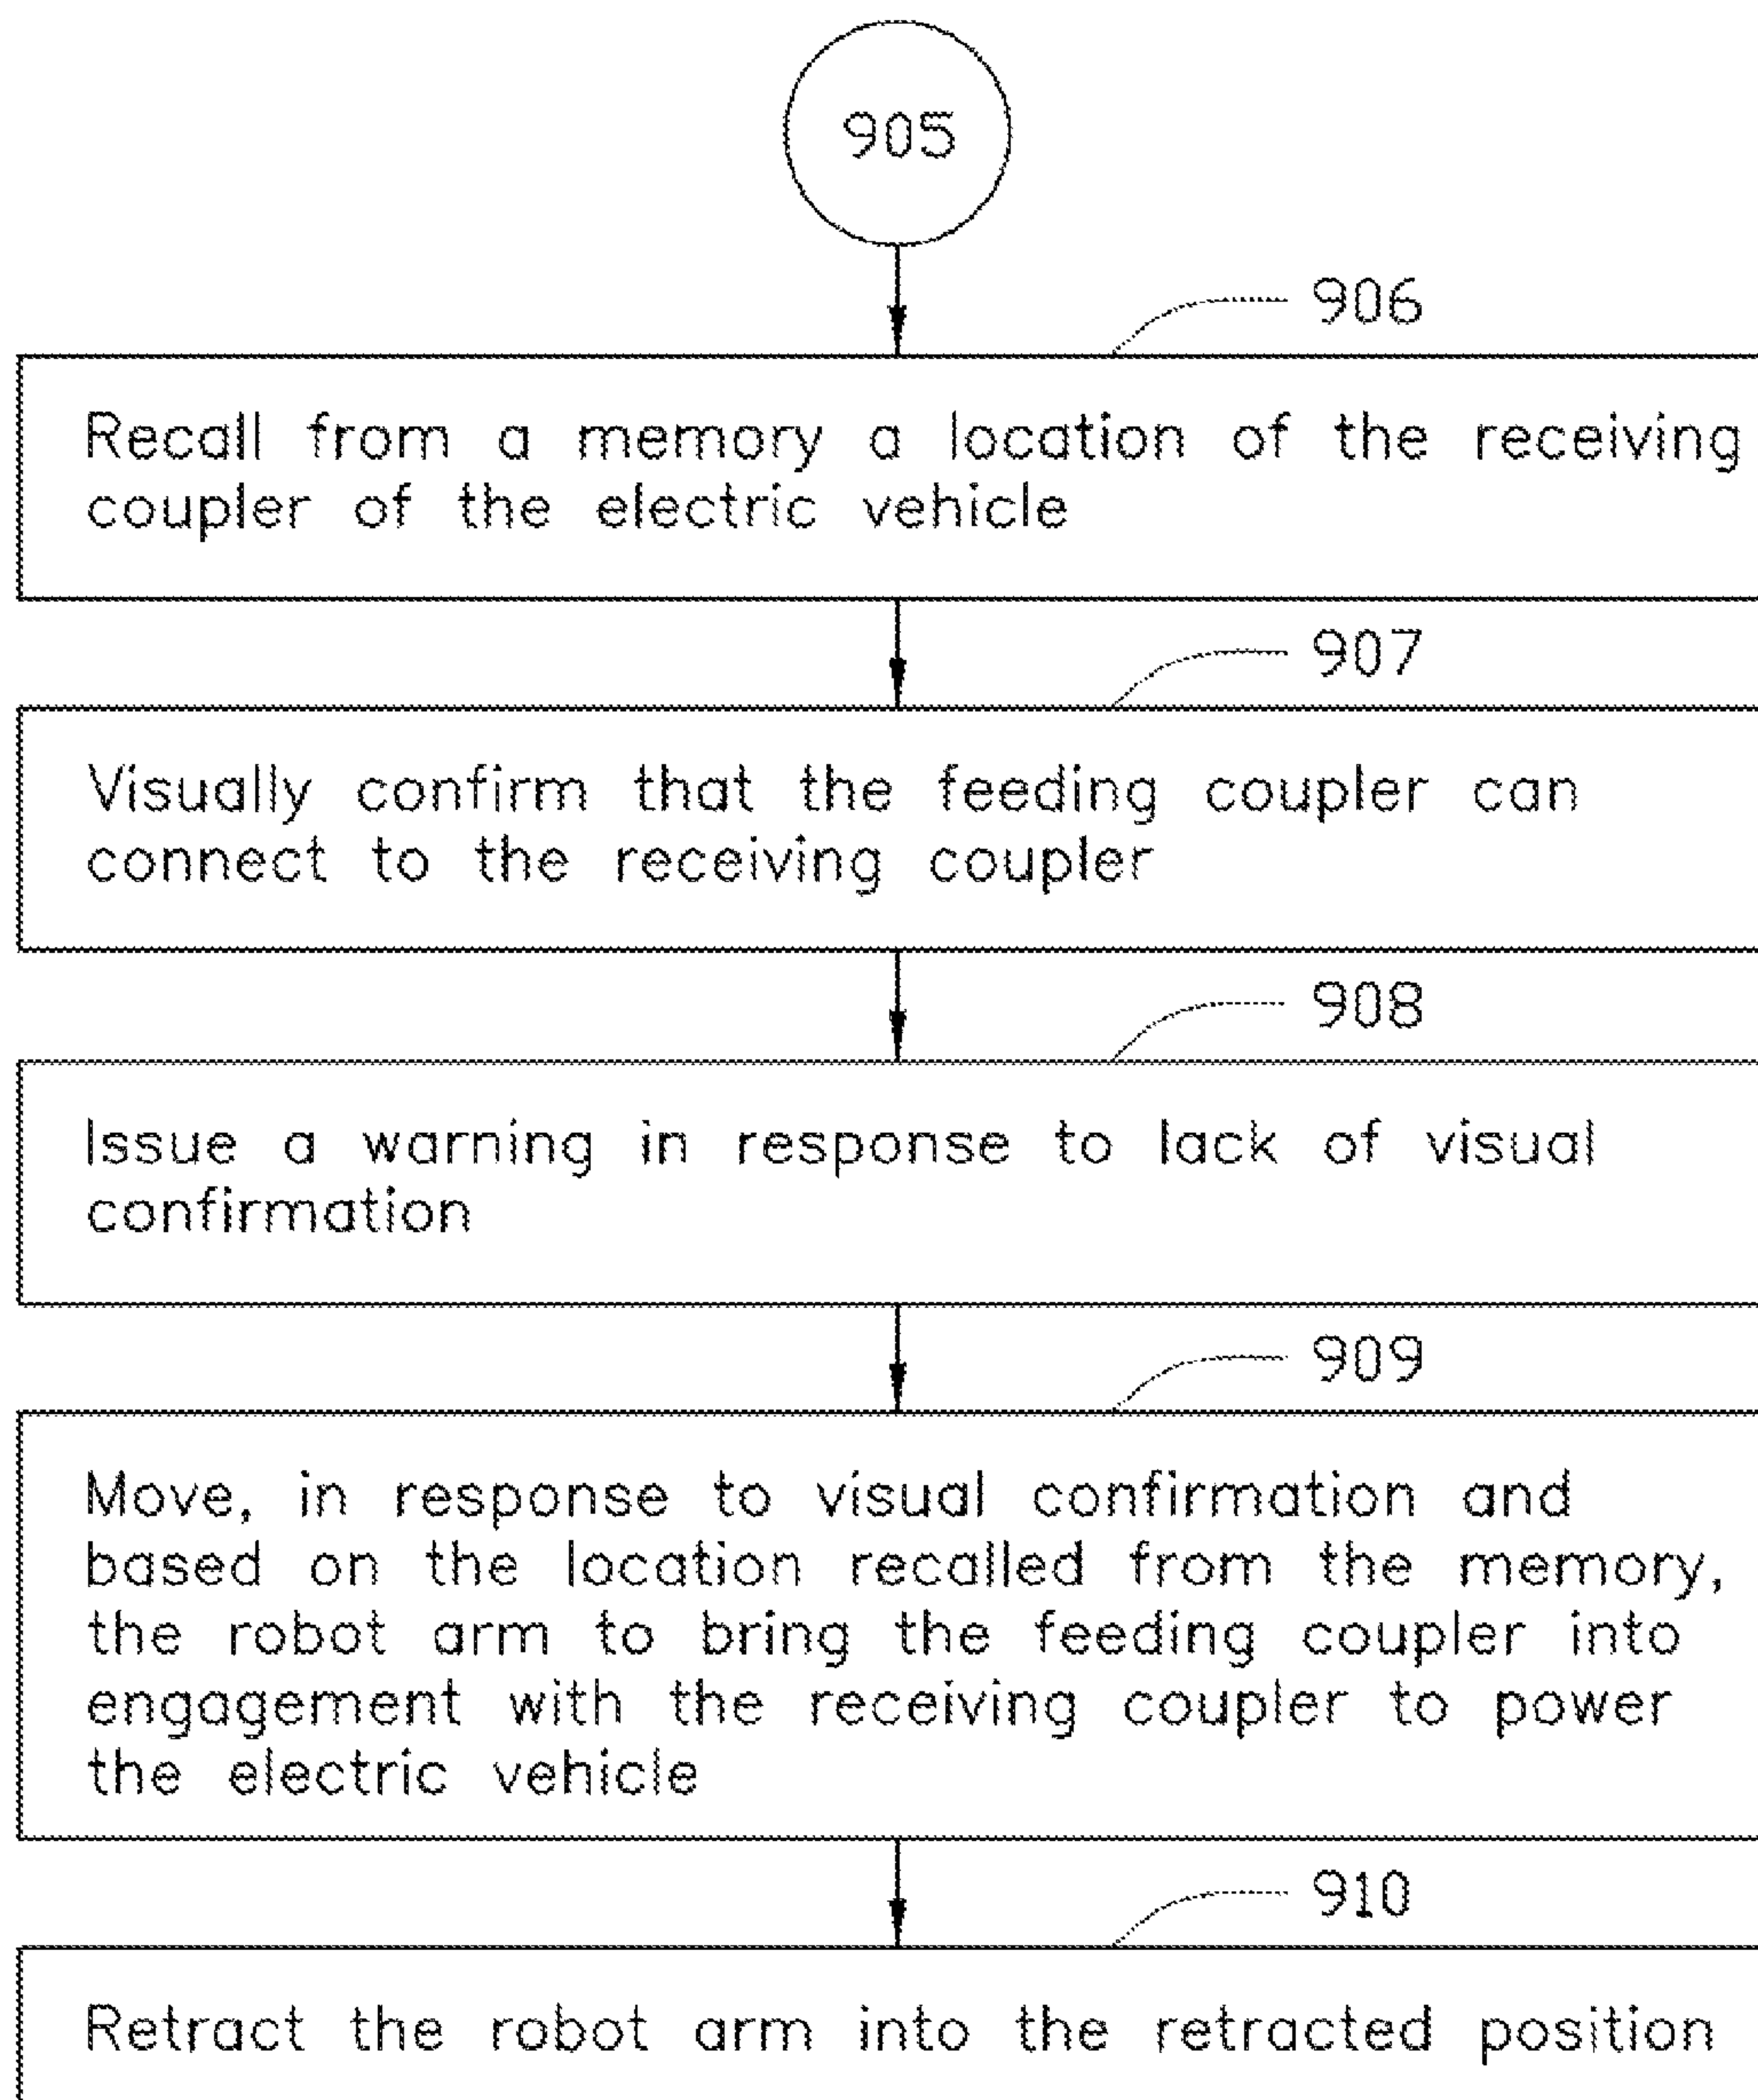 905
906
Recall from a memory a location of the receiving
coupler of the electric vehicle
907
Visually confirm that the feeding coupler can
connect to the receiving coupler
908
Issue a warning in response to lack of visual
confirmation
909
Move, in response to visual confirmation and
based on the location recalled from the memory,
the robot arm to bring the feeding coupler into
engagement with the receiving coupler to power
the electric vehicle
910
Retract the robot arm into the retracted position